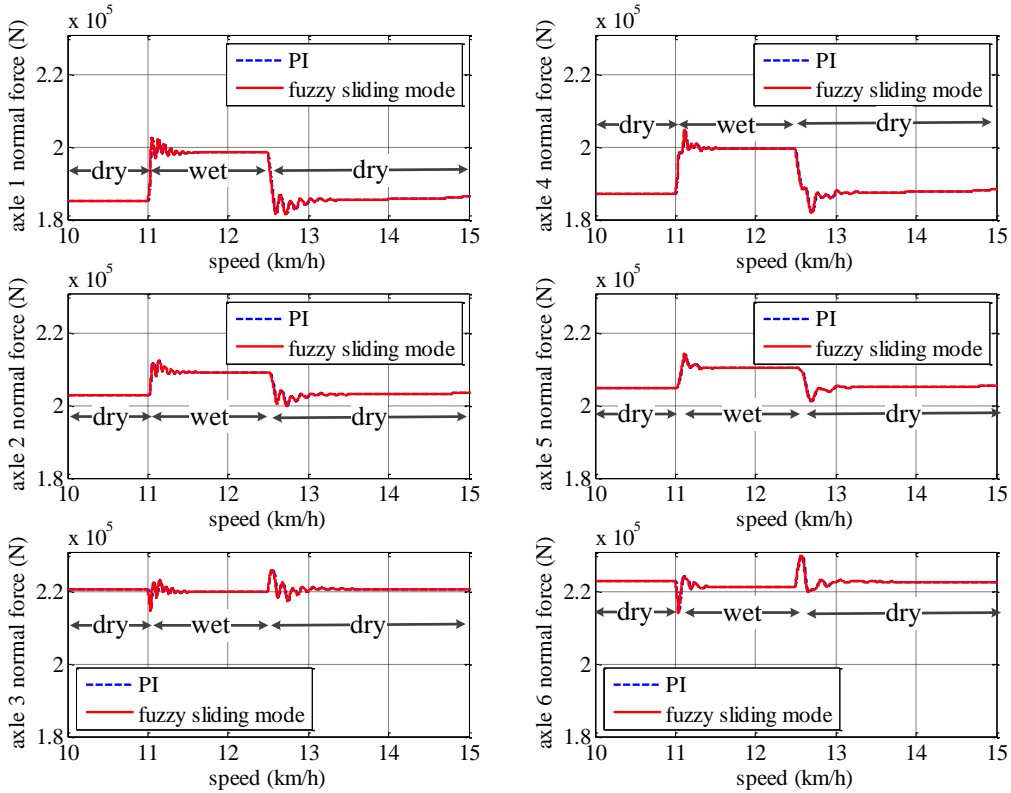 x 10^5
axle 1 normal force (N)
2.2
2
1.8
PI
fuzzy sliding mode
dry
wet
dry
10 11 12 13 14 15
speed (km/h)
x 10^5
axle 4 normal force (N)
2.2
2
1.8
PI
fuzzy sliding mode
dry
wet
dry
10 11 12 13 14 15
speed (km/h)
x 10^5
axle 2 normal force (N)
2.2
2
1.8
PI
fuzzy sliding mode
dry
wet
dry
10 11 12 13 14 15
speed (km/h)
x 10^5
axle 5 normal force (N)
2.2
2
1.8
PI
fuzzy sliding mode
dry
wet
dry
10 11 12 13 14 15
speed (km/h)
x 10^5
axle 3 normal force (N)
2.2
2
1.8
dry
wet
dry
PI
fuzzy sliding mode
10 11 12 13 14 15
speed (km/h)
x 10^5
axle 6 normal force (N)
2.2
2
1.8
dry
wet
dry
PI
fuzzy sliding mode
10 11 12 13 14 15
speed (km/h)